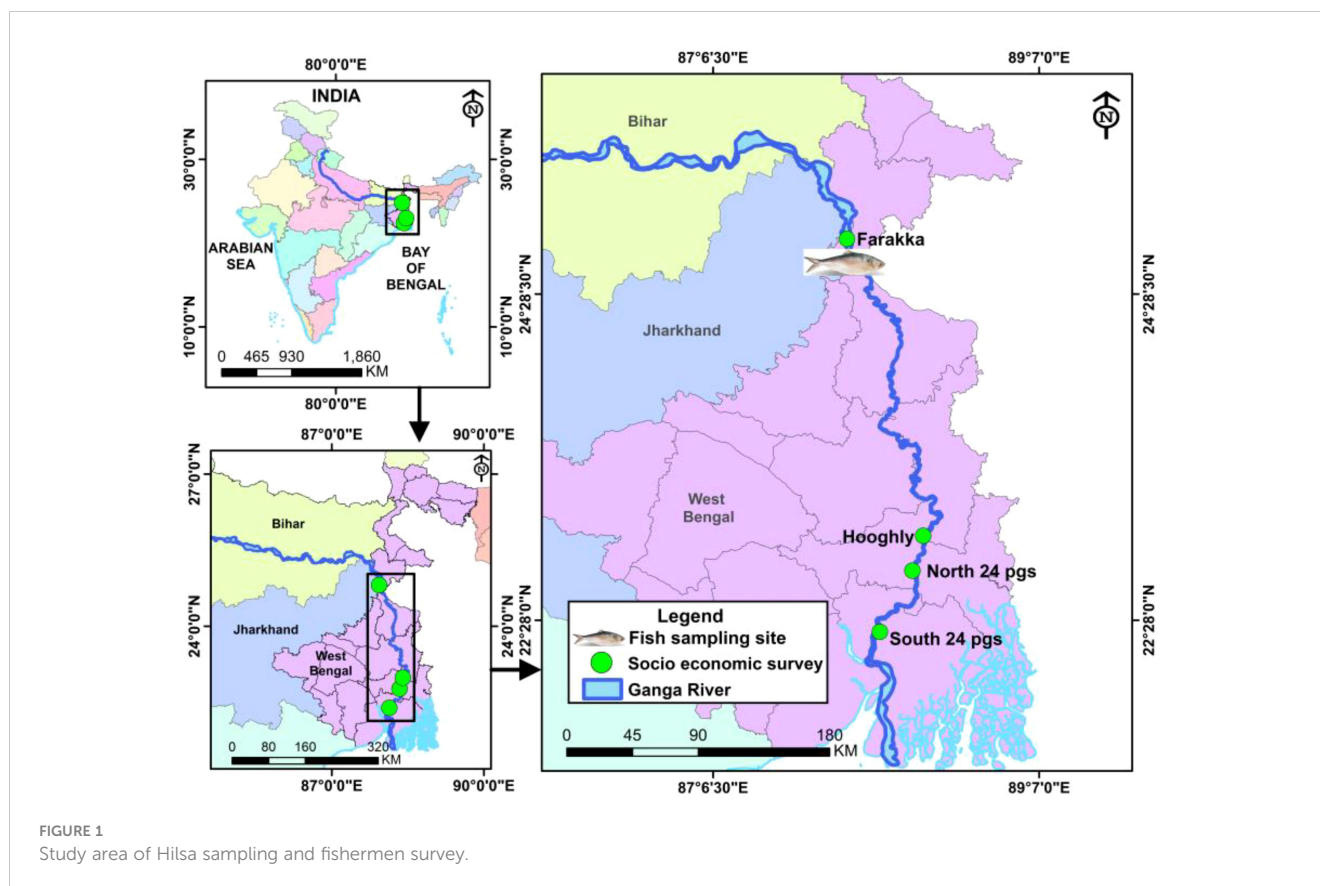 80°0'0"E
INDIA
N
30°0'0"N
30°0'0"N
ARABIAN
SEA
BAY
OF
BENGAL
10°0'0"N
10°0'0"N
0 465 930 1,860
KM
80°0'0"E
87°0'0"E
90°0'0"E
N
27°0'0"N
Bihar
24°0'0"N
24°0'0"N
Jharkhand
West
Bengal
0 80 160 320
KM
87°0'0"E
90°0'0"E
87°6'30"E
89°7'0"E
N
Bihar
Farakka
24°28'30"N
24°28'30"N
Jharkhand
West
Bengal
Hooghly
North 24 pgs
South 24 pgs
22°28'0"N
22°28'0"N
Legend
Fish sampling site
Socio economic survey
Ganga River
0 45 90 180
KM
87°6'30"E
89°7'0"E
FIGURE 1
Study area of Hilsa sampling and fishermen survey.